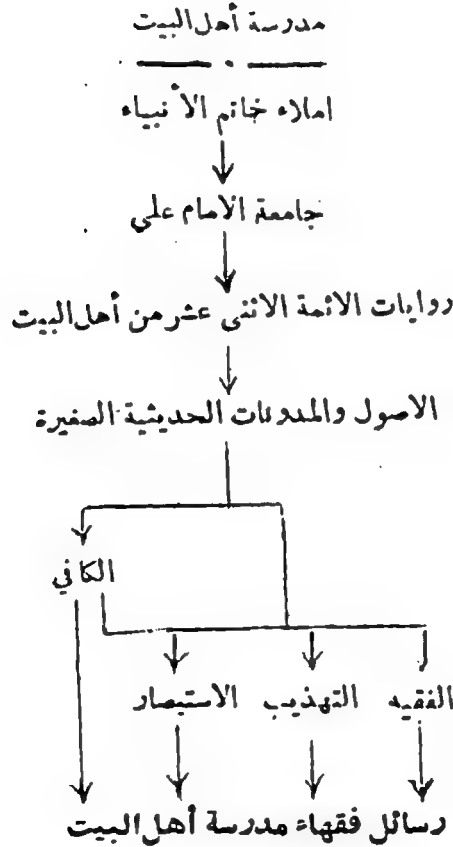 مدرسة أهل البيت
املاء خاتم الأنبياء
جامعة الامام علي
روايات الائمة الاثنى عشر من أهل البيت
الاصول والمدونات الحديثية الصغيرة
الكافي
الفقيه التهذيب الاستبصار
رسائل فقهاء مدرسة أهل البيت